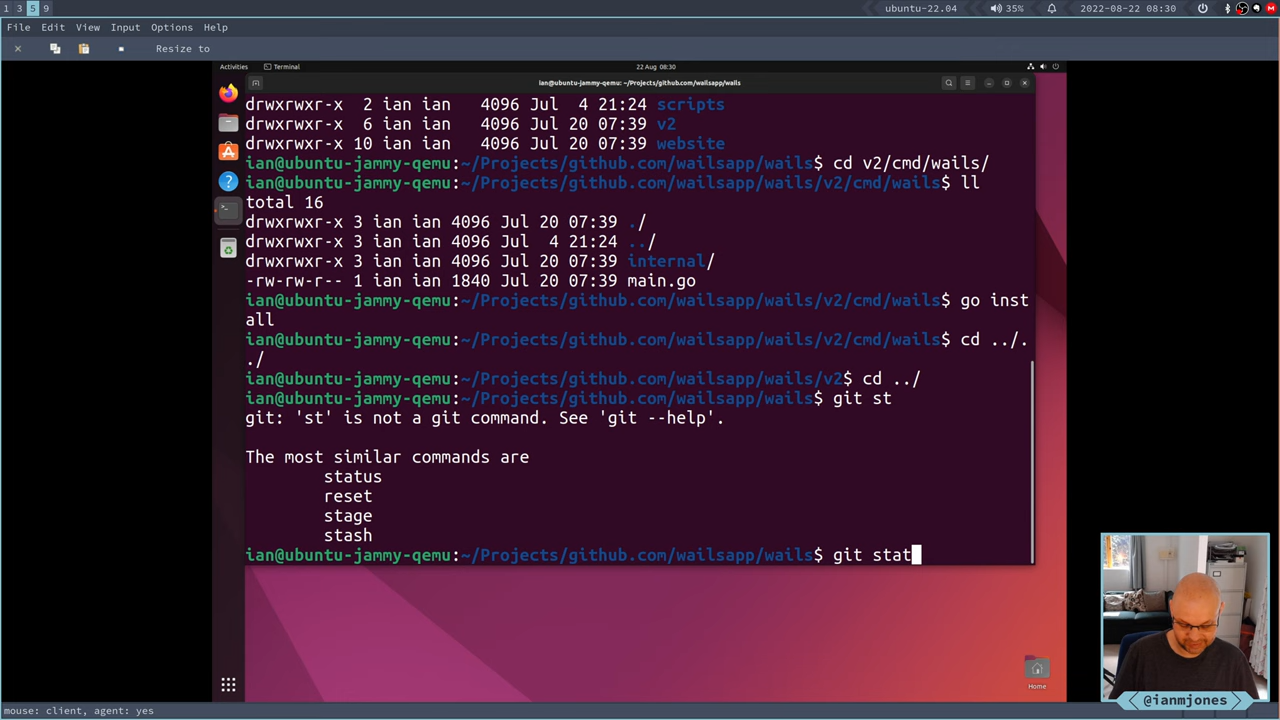 1 3 5 9
ubuntu-22.04 35% 2022-08-22 08:30
File Edit View Input Options Help
Resize to
Activities Terminal 22 Aug 08:30
ian@ubuntu-jammy-qemu: ~/Projects/github.com/wailsapp/wails
drwxrwxr-x 2 ian ian 4096 Jul 4 21:24 scripts
drwxrwxr-x 6 ian ian 4096 Jul 20 07:39 v2
drwxrwxr-x 10 ian ian 4096 Jul 20 07:39 website
ian@ubuntu-jammy-qemu:~/Projects/github.com/wailsapp/wails$ cd v2/cmd/wails/
ian@ubuntu-jammy-qemu:~/Projects/github.com/wailsapp/wails/v2/cmd/wails$ ll
total 16
drwxrwxr-x 3 ian ian 4096 Jul 20 07:39 ./
drwxrwxr-x 3 ian ian 4096 Jul 4 21:24 ../
drwxrwxr-x 3 ian ian 4096 Jul 20 07:39 internal/
-rw-rw-r-- 1 ian ian 1840 Jul 20 07:39 main.go
ian@ubuntu-jammy-qemu:~/Projects/github.com/wailsapp/wails/v2/cmd/wails$ go inst
all
ian@ubuntu-jammy-qemu:~/Projects/github.com/wailsapp/wails/v2/cmd/wails$ cd ../.
./
ian@ubuntu-jammy-qemu:~/Projects/github.com/wailsapp/wails/v2$ cd ../
ian@ubuntu-jammy-qemu:~/Projects/github.com/wailsapp/wails$ git st
git: 'st' is not a git command. See 'git --help'.
The most similar commands are
status
reset
stage
stash
ian@ubuntu-jammy-qemu:~/Projects/github.com/wailsapp/wails$ git stat
Home
@ianmjones
mouse: client, agent: yes